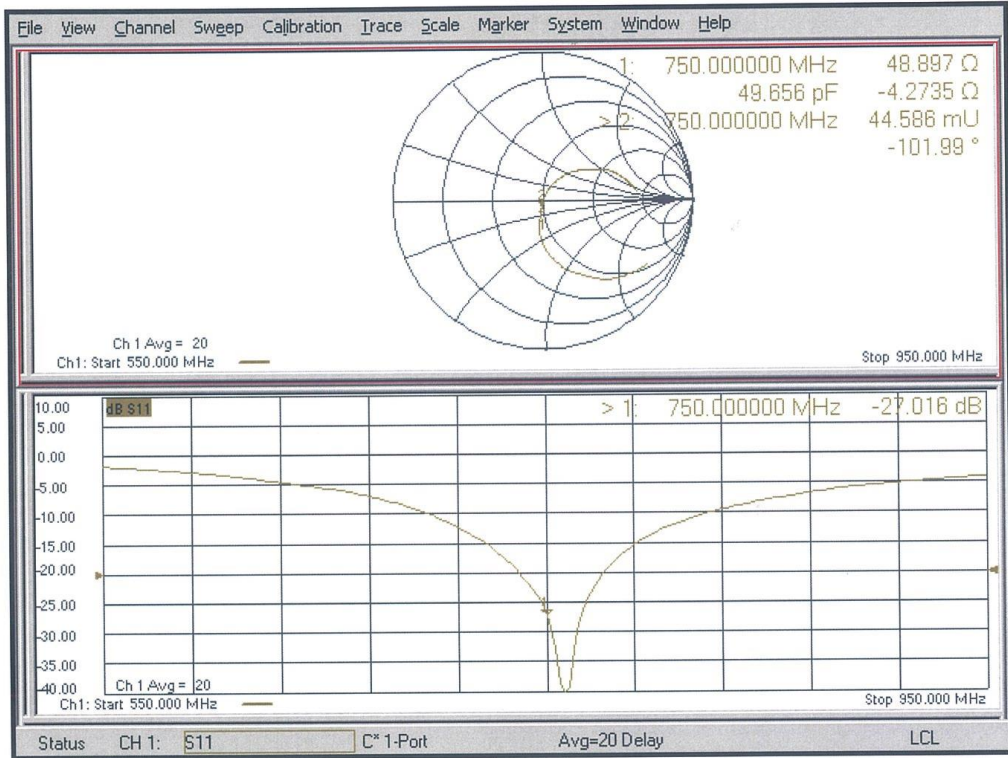 File View Channel Sweep Calibration Trace Scale Marker System Window Help
1: 750.000000 MHz 48.897 Ω
49.656 pF -4.2735 Ω
> 2: 750.000000 MHz 44.586 mU
-101.99 °
Ch 1 Avg = 20
Ch1: Start 550.000 MHz Stop 950.000 MHz
10.00 dB S11 > 1: 750.000000 MHz -27.016 dB
5.00
0.00
-5.00
-10.00
-15.00
-20.00
-25.00
-30.00
-35.00
-40.00
Ch 1 Avg = 20
Ch1: Start 550.000 MHz Stop 950.000 MHz
Status CH 1: S11 C* 1-Port Avg=20 Delay LCL